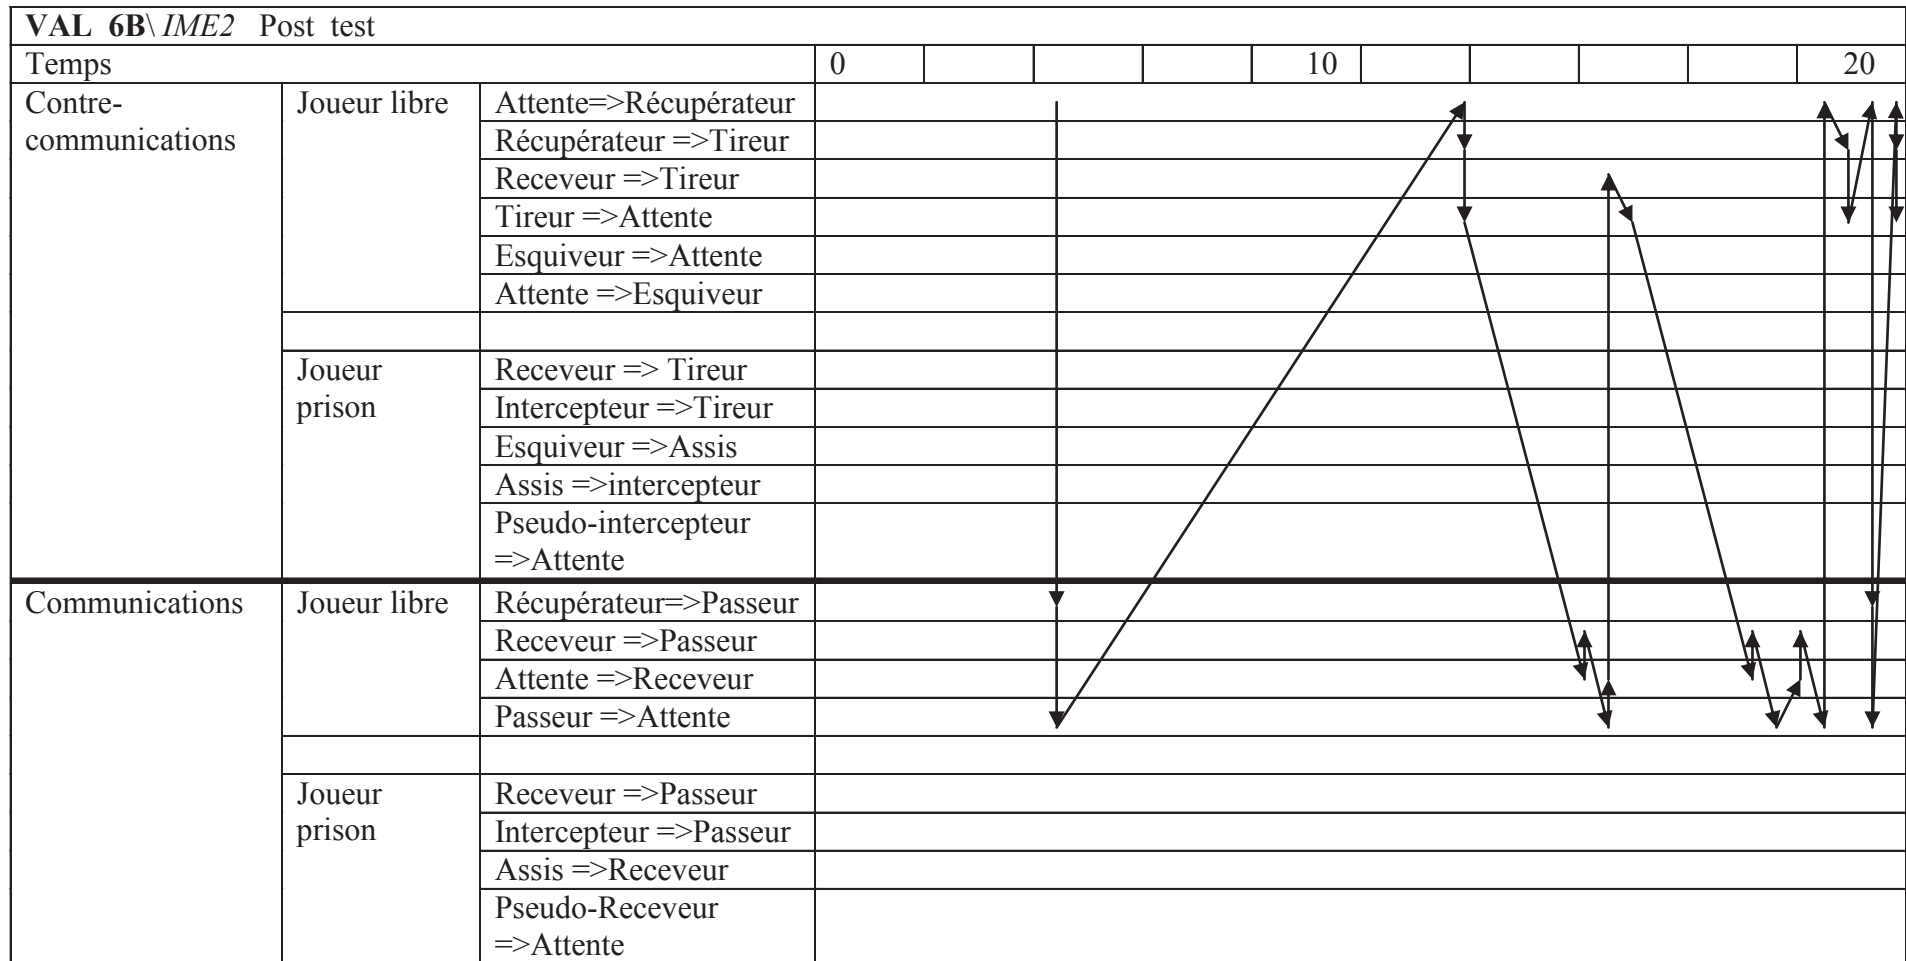 VAL 6B\ IME2 Post test
Temps 0 10 20
Contre-
communications
Joueur libre
Attente=>Récupérateur
Récupérateur =>Tireur
Receveur =>Tireur
Tireur =>Attente
Esquiveur =>Attente
Attente =>Esquiveur
Joueur
prison
Receveur => Tireur
Intercepteur =>Tireur
Esquiveur =>Assis
Assis =>intercepteur
Pseudo-intercepteur
=>Attente
Communications
Joueur libre
Récupérateur=>Passeur
Receveur =>Passeur
Attente =>Receveur
Passeur =>Attente
Joueur
prison
Receveur =>Passeur
Intercepteur =>Passeur
Assis =>Receveur
Pseudo-Receveur
=>Attente